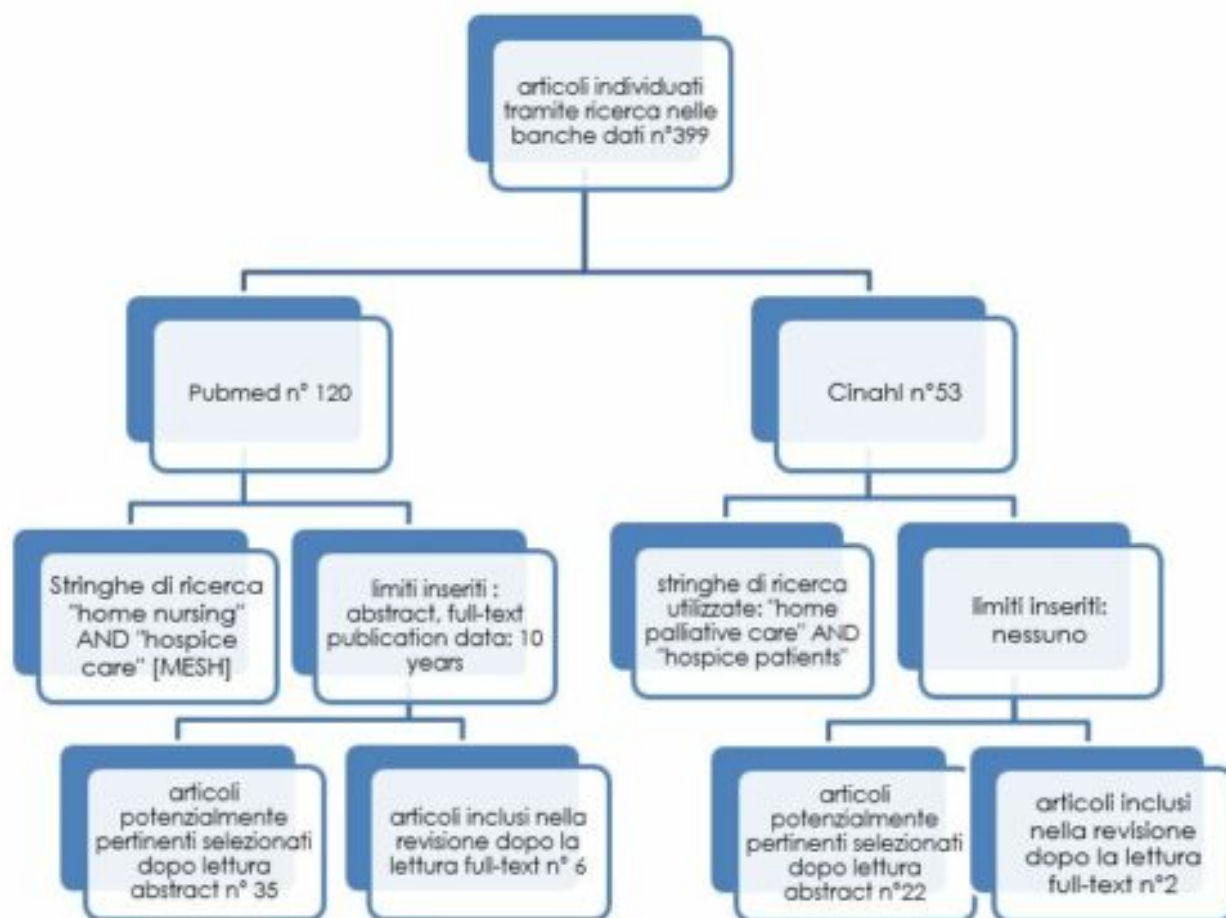 articoli individuati
tramite ricerca nelle
banche dati n°399
Pubmed n° 120
Cinahl n°53
Stringhe di ricerca
"home nursing"
AND "hospice
care" [MESH]
limiti inseriti :
abstract, full-text
publication data: 10
years
stringhe di ricerca
utilizzate: "home
palliative care" AND
"hospice patients"
limiti inseriti:
nessuno
articoli
potenzialmente
pertinenti selezionati
dopo lettura
abstract n° 35
articoli inclusi nella
revisione dopo la
lettura full-text n° 6
articoli
potenzialmente
pertinenti selezionati
dopo lettura
abstract n°22
articoli inclusi
nella revisione
dopo la lettura
full-text n°2